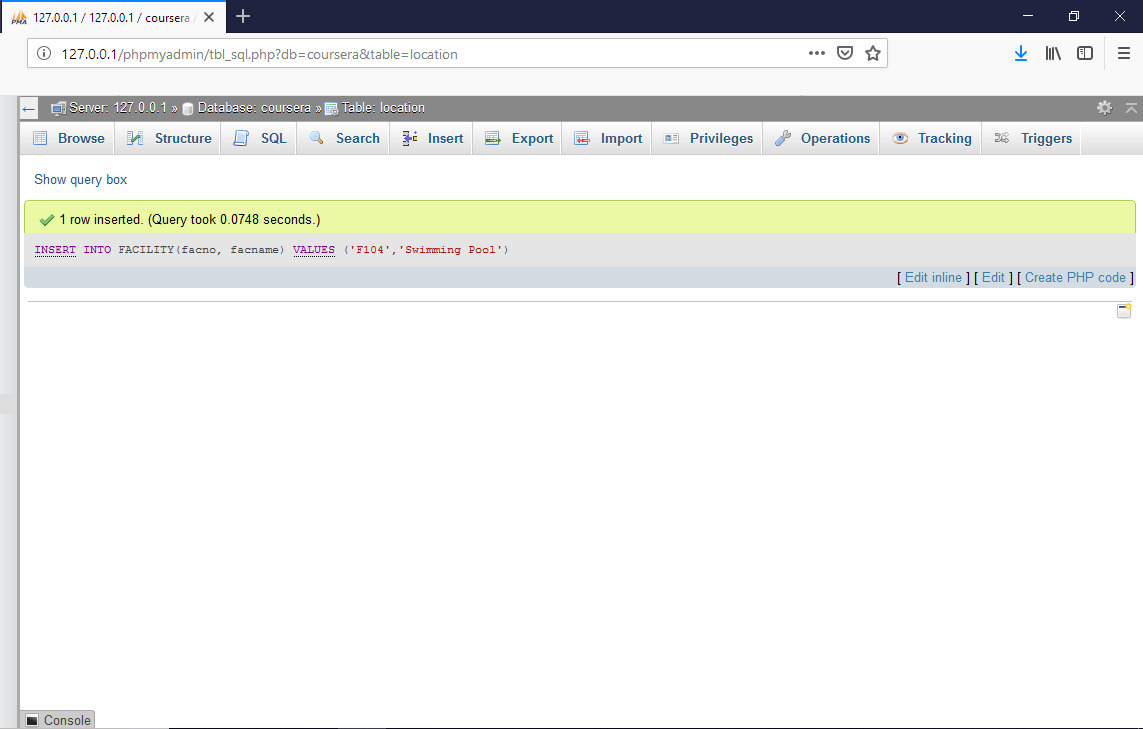 127.0.0.1 / 127.0.0.1 / coursera /
127.0.0.1/phpmyadmin/tbl_sql.php?db=coursera&table=location
Server: 127.0.0.1 » Database: coursera » Table: location
Browse Structure SQL Search Insert Export Import Privileges Operations Tracking Triggers
Show query box
1 row inserted. (Query took 0.0748 seconds.)
INSERT INTO FACILITY(facno, facname) VALUES ('F104','Swimming Pool')
[ Edit inline ] [ Edit ] [ Create PHP code ]
Console